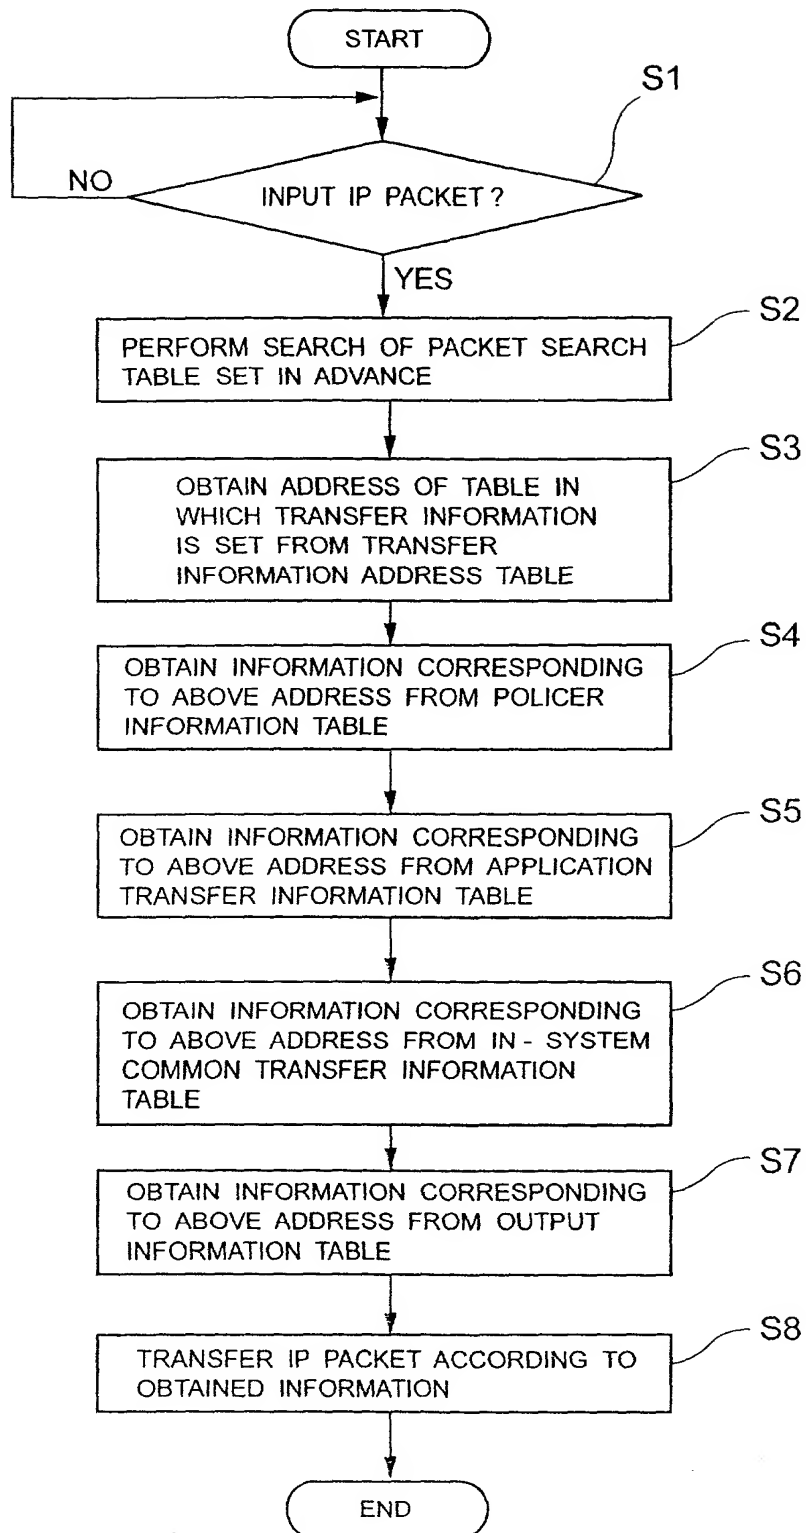 START
S1
NO
INPUT IP PACKET?
YES
S2
PERFORM SEARCH OF PACKET SEARCH
TABLE SET IN ADVANCE
S3
OBTAIN ADDRESS OF TABLE IN
WHICH TRANSFER INFORMATION
IS SET FROM TRANSFER
INFORMATION ADDRESS TABLE
S4
OBTAIN INFORMATION CORRESPONDING
TO ABOVE ADDRESS FROM POLICER
INFORMATION TABLE
S5
OBTAIN INFORMATION CORRESPONDING
TO ABOVE ADDRESS FROM APPLICATION
TRANSFER INFORMATION TABLE
S6
OBTAIN INFORMATION CORRESPONDING
TO ABOVE ADDRESS FROM IN - SYSTEM
COMMON TRANSFER INFORMATION
TABLE
S7
OBTAIN INFORMATION CORRESPONDING
TO ABOVE ADDRESS FROM OUTPUT
INFORMATION TABLE
S8
TRANSFER IP PACKET ACCORDING TO
OBTAINED INFORMATION
END